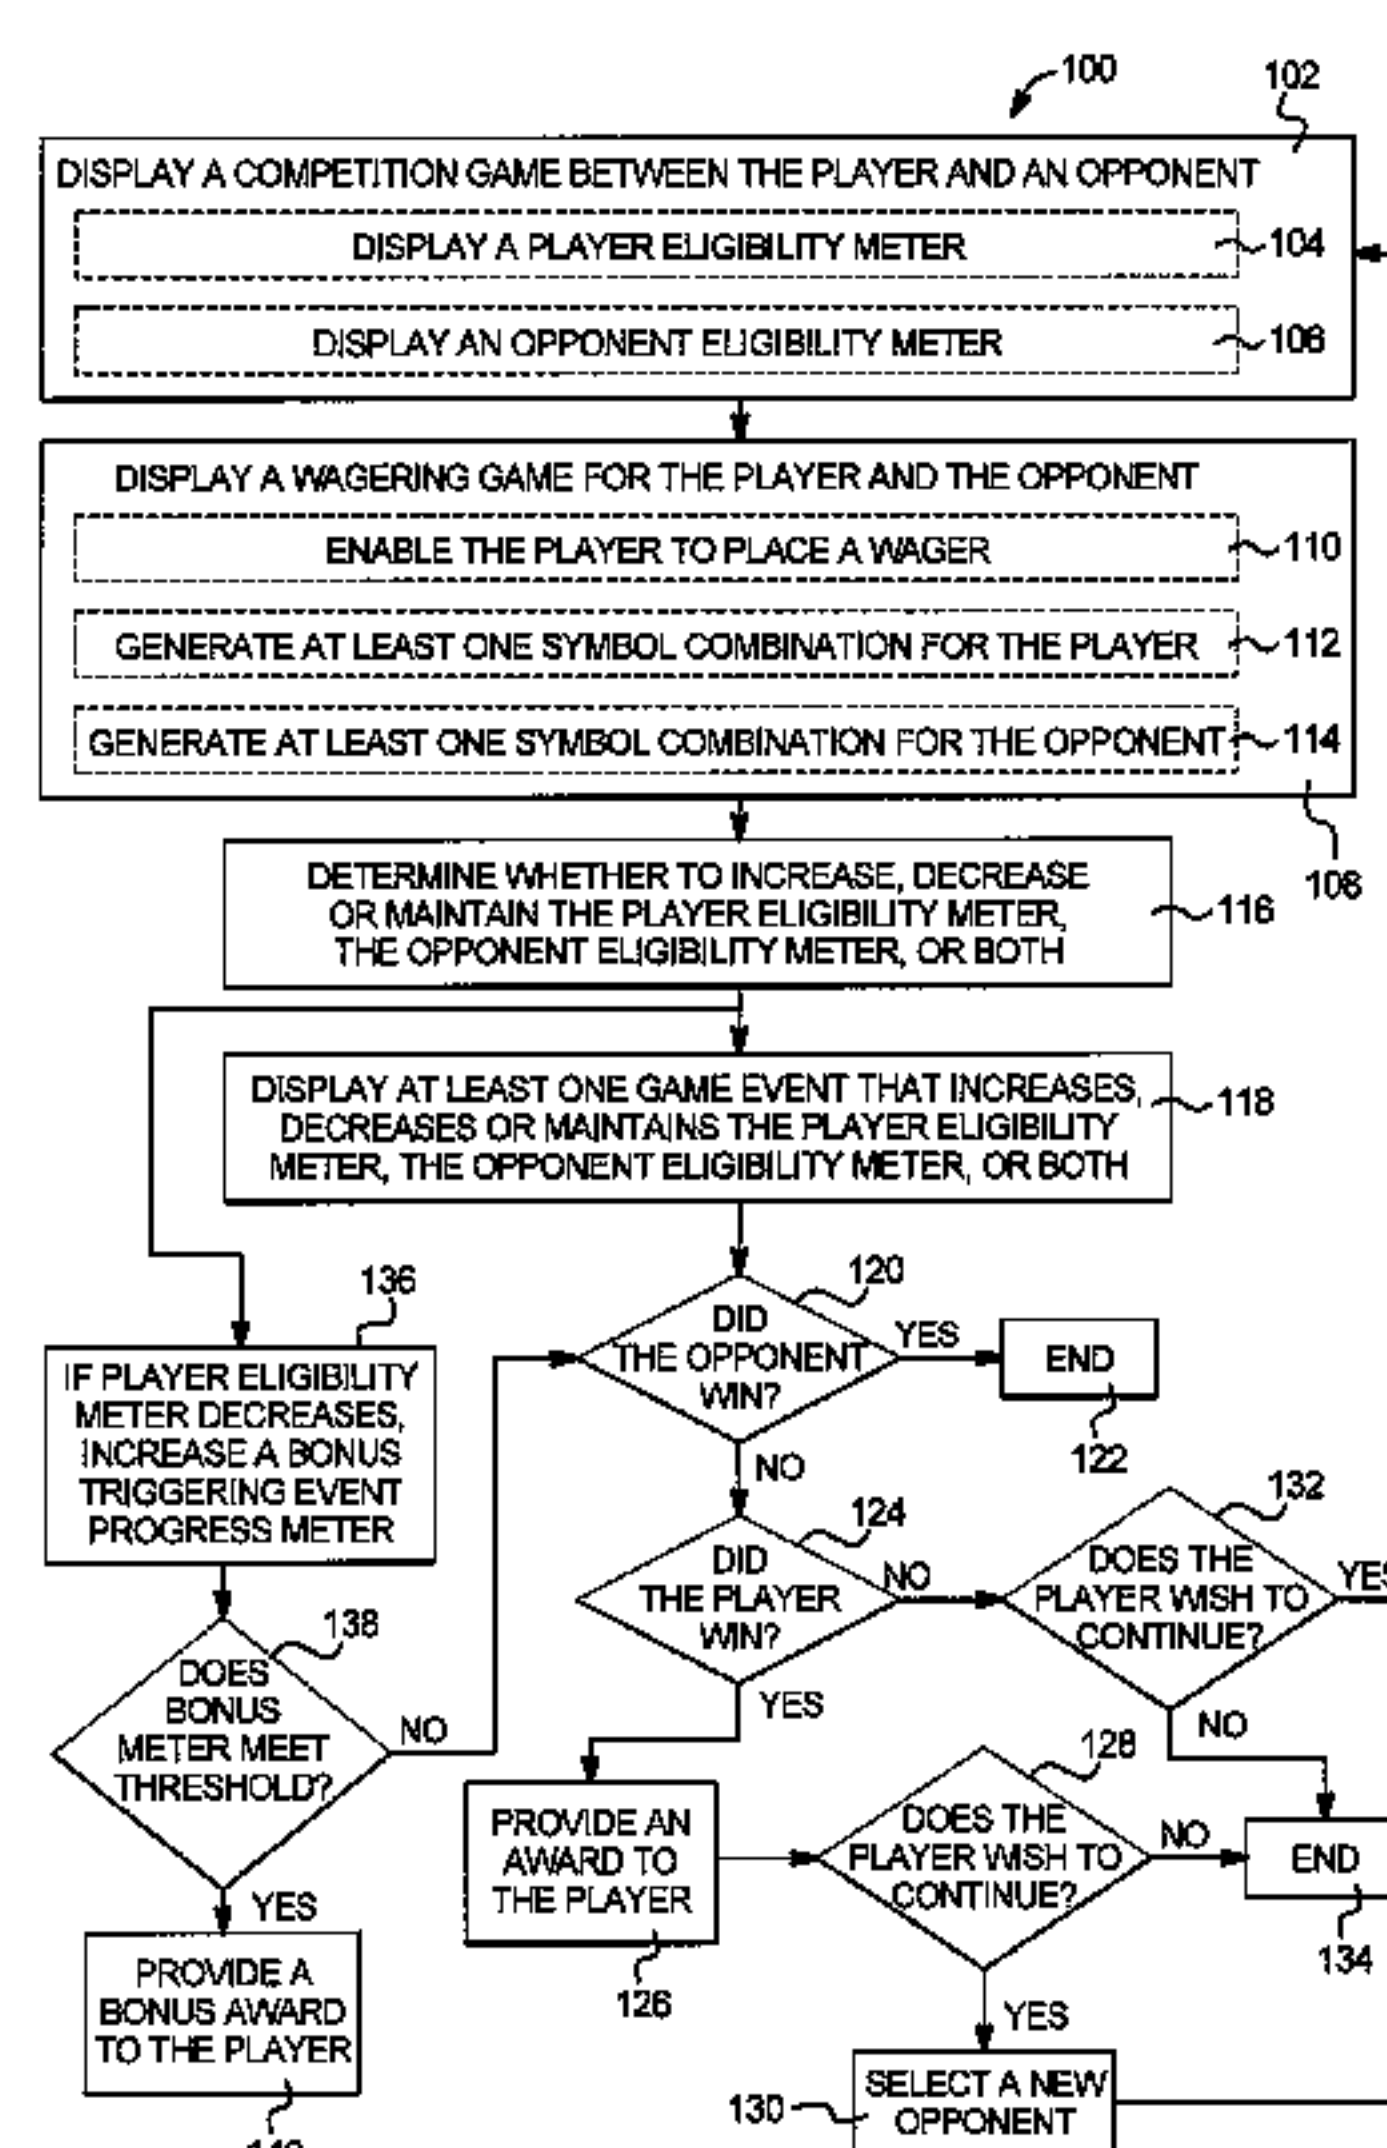 100
102
DISPLAY A COMPETITION GAME BETWEEN THE PLAYER AND AN OPPONENT
DISPLAY A PLAYER ELIGIBILITY METER
104
DISPLAY AN OPPONENT ELIGIBILITY METER
106
DISPLAY A WAGERING GAME FOR THE PLAYER AND THE OPPONENT
ENABLE THE PLAYER TO PLACE A WAGER
110
GENERATE AT LEAST ONE SYMBOL COMBINATION FOR THE PLAYER
112
GENERATE AT LEAST ONE SYMBOL COMBINATION FOR THE OPPONENT
114
108
DETERMINE WHETHER TO INCREASE, DECREASE
OR MAINTAIN THE PLAYER ELIGIBILITY METER,
THE OPPONENT ELIGIBILITY METER, OR BOTH
116
DISPLAY AT LEAST ONE GAME EVENT THAT INCREASES,
DECREASES OR MAINTAINS THE PLAYER ELIGIBILITY
METER, THE OPPONENT ELIGIBILITY METER, OR BOTH
118
136
IF PLAYER ELIGIBILITY
METER DECREASES,
INCREASE A BONUS
TRIGGERING EVENT
PROGRESS METER
120
DID
THE OPPONENT
WIN?
YES
END
122
NO
124
DID
THE PLAYER
WIN?
NO
132
DOES THE
PLAYER WISH TO
CONTINUE?
YES
NO
138
DOES
BONUS
METER MEET
THRESHOLD?
NO
YES
YES
PROVIDE AN
AWARD TO
THE PLAYER
126
128
DOES THE
PLAYER WISH TO
CONTINUE?
NO
END
134
YES
PROVIDE A
BONUS AWARD
TO THE PLAYER
130
SELECT A NEW
OPPONENT